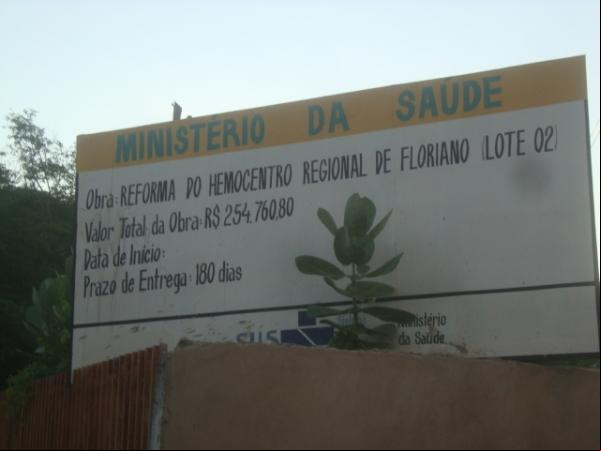 MINISTÉRIO DA SAÚDE
Obra: REFORMA DO HEMOCENTRO REGIONAL DE FLORIANO (LOTE 02)
Valor Total da Obra: R$ 254.760,80
Data de Início:
Prazo de Entrega: 180 dias
SUS
Ministério
da Saúde